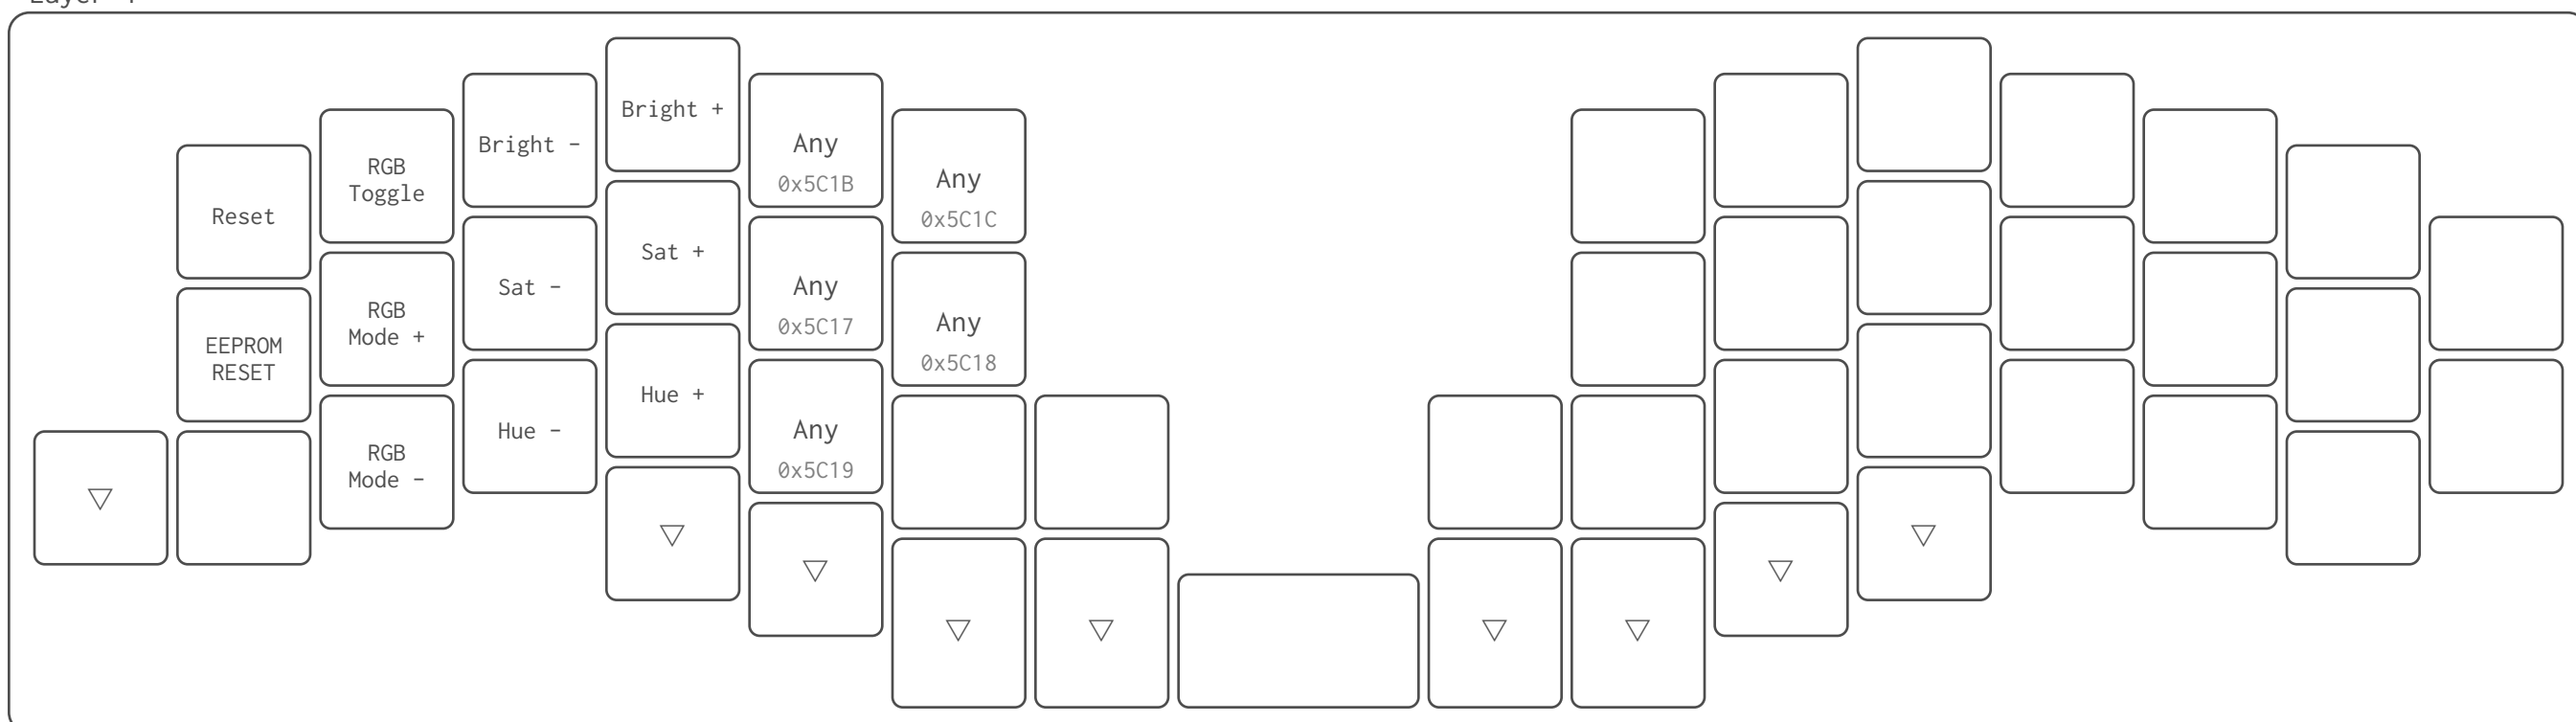 Bright +
Bright -
Any
0x5C1B
RGB
Toggle
Any
0x5C1C
Reset
Sat +
Sat -
Any
0x5C17
RGB
Mode +
Any
0x5C18
EEPROM
RESET
Hue +
Hue -
Any
0x5C19
RGB
Mode -